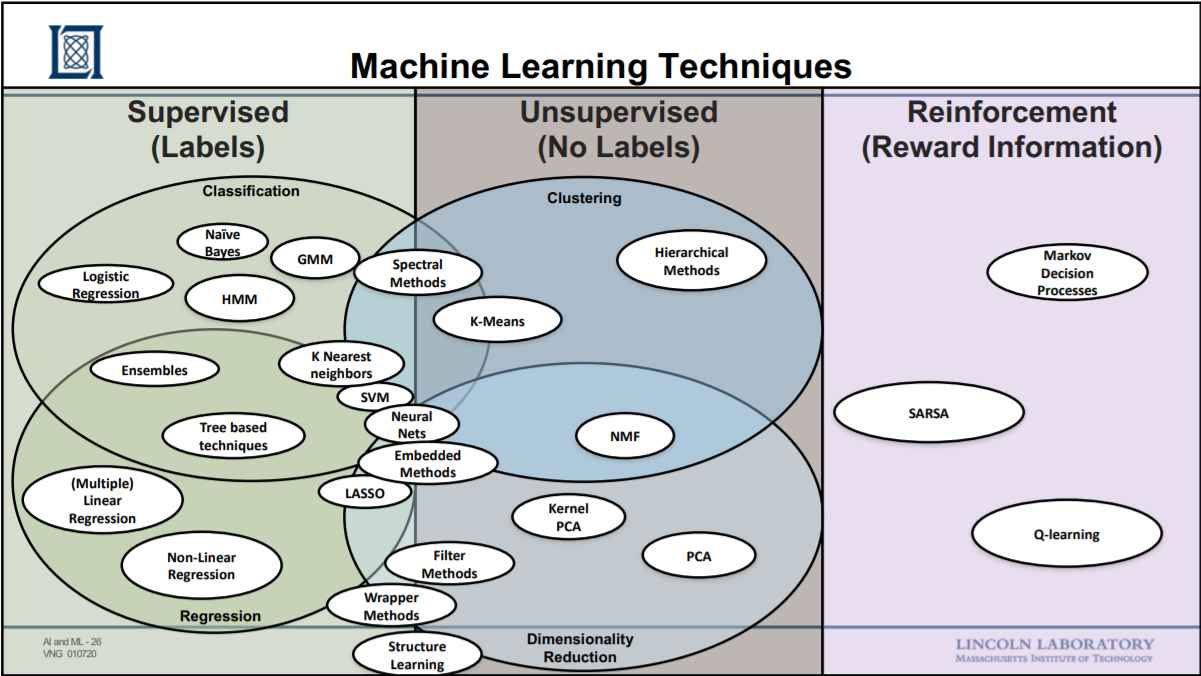 Machine Learning Techniques
Supervised
(Labels)
Unsupervised
(No Labels)
Reinforcement
(Reward Information)
Classification
Naïve
Bayes
GMM
Logistic
Regression
HMM
Ensembles
K Nearest
neighbors
SVM
Tree based
techniques
Neural
Nets
Embedded
Methods
(Multiple)
Linear
Regression
LASSO
Non-Linear
Regression
Regression
Clustering
Spectral
Methods
Hierarchical
Methods
K-Means
NMF
Kernel
PCA
PCA
Filter
Methods
Wrapper
Methods
Structure
Learning
Dimensionality
Reduction
Markov
Decision
Processes
SARSA
Q-learning
AI and ML - 26
VNG 010720
LINCOLN LABORATORY
MASSACHUSETTS INSTITUTE OF TECHNOLOGY